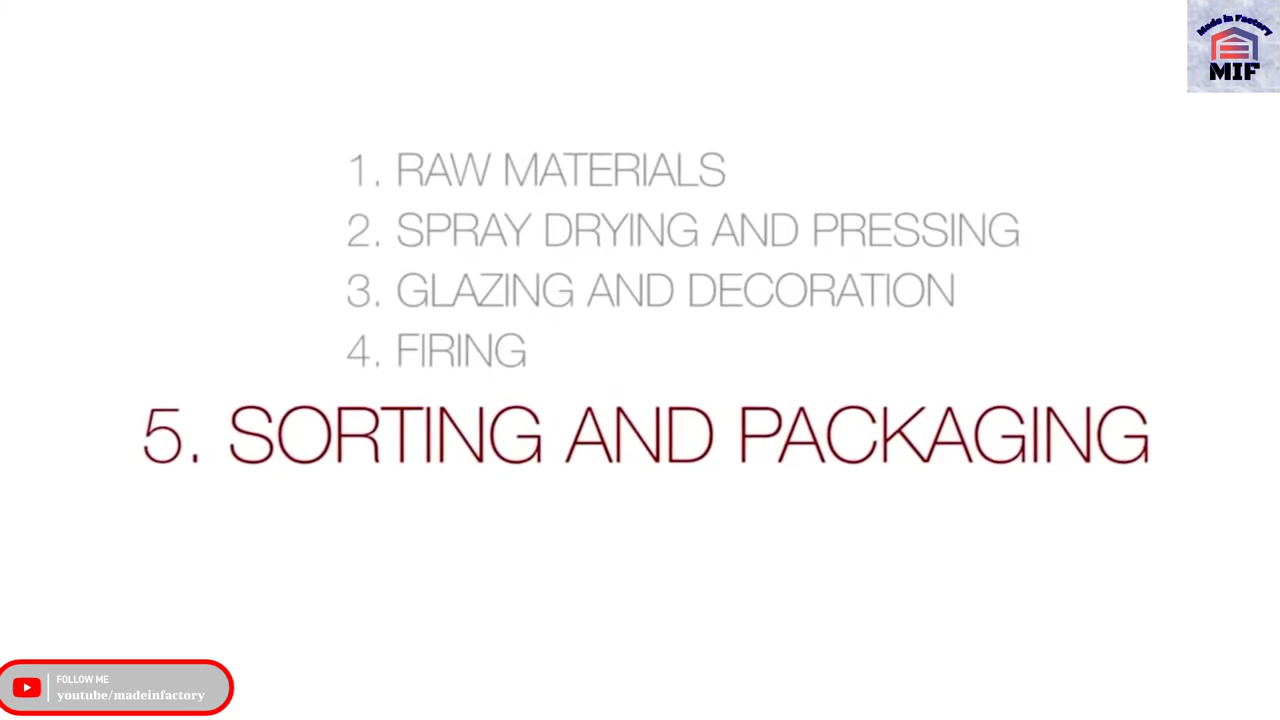 Made in Factory
MIF
1. RAW MATERIALS
2. SPRAY DRYING AND PRESSING
3. GLAZING AND DECORATION
4. FIRING
5. SORTING AND PACKAGING
FOLLOW ME
youtube/madeinfactory